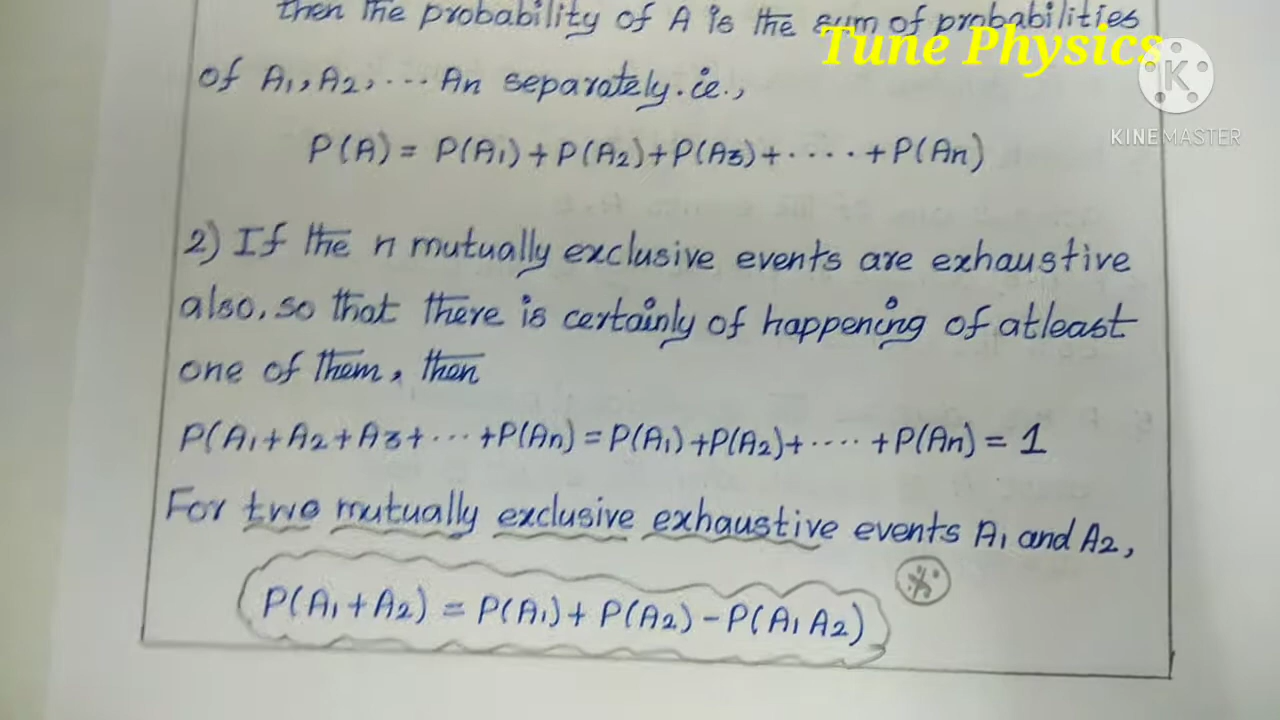 then the probability of A is the sum of probabilities
Tune Physics
KINEMASTER
of A1, A2, ... An separately. i.e.,
P(A) = P(A1) + P(A2) + P(A3) + ..... + P(An)
2) If the n mutually exclusive events are exhaustive
also, so that there is certainly of happening of atleast
one of them, then
P(A1 + A2 + A3 + ... + P(An) = P(A1) + P(A2) + .... + P(An) = 1
For two mutually exclusive exhaustive events A1 and A2,
P(A1 + A2) = P(A1) + P(A2) - P(A1 A2)